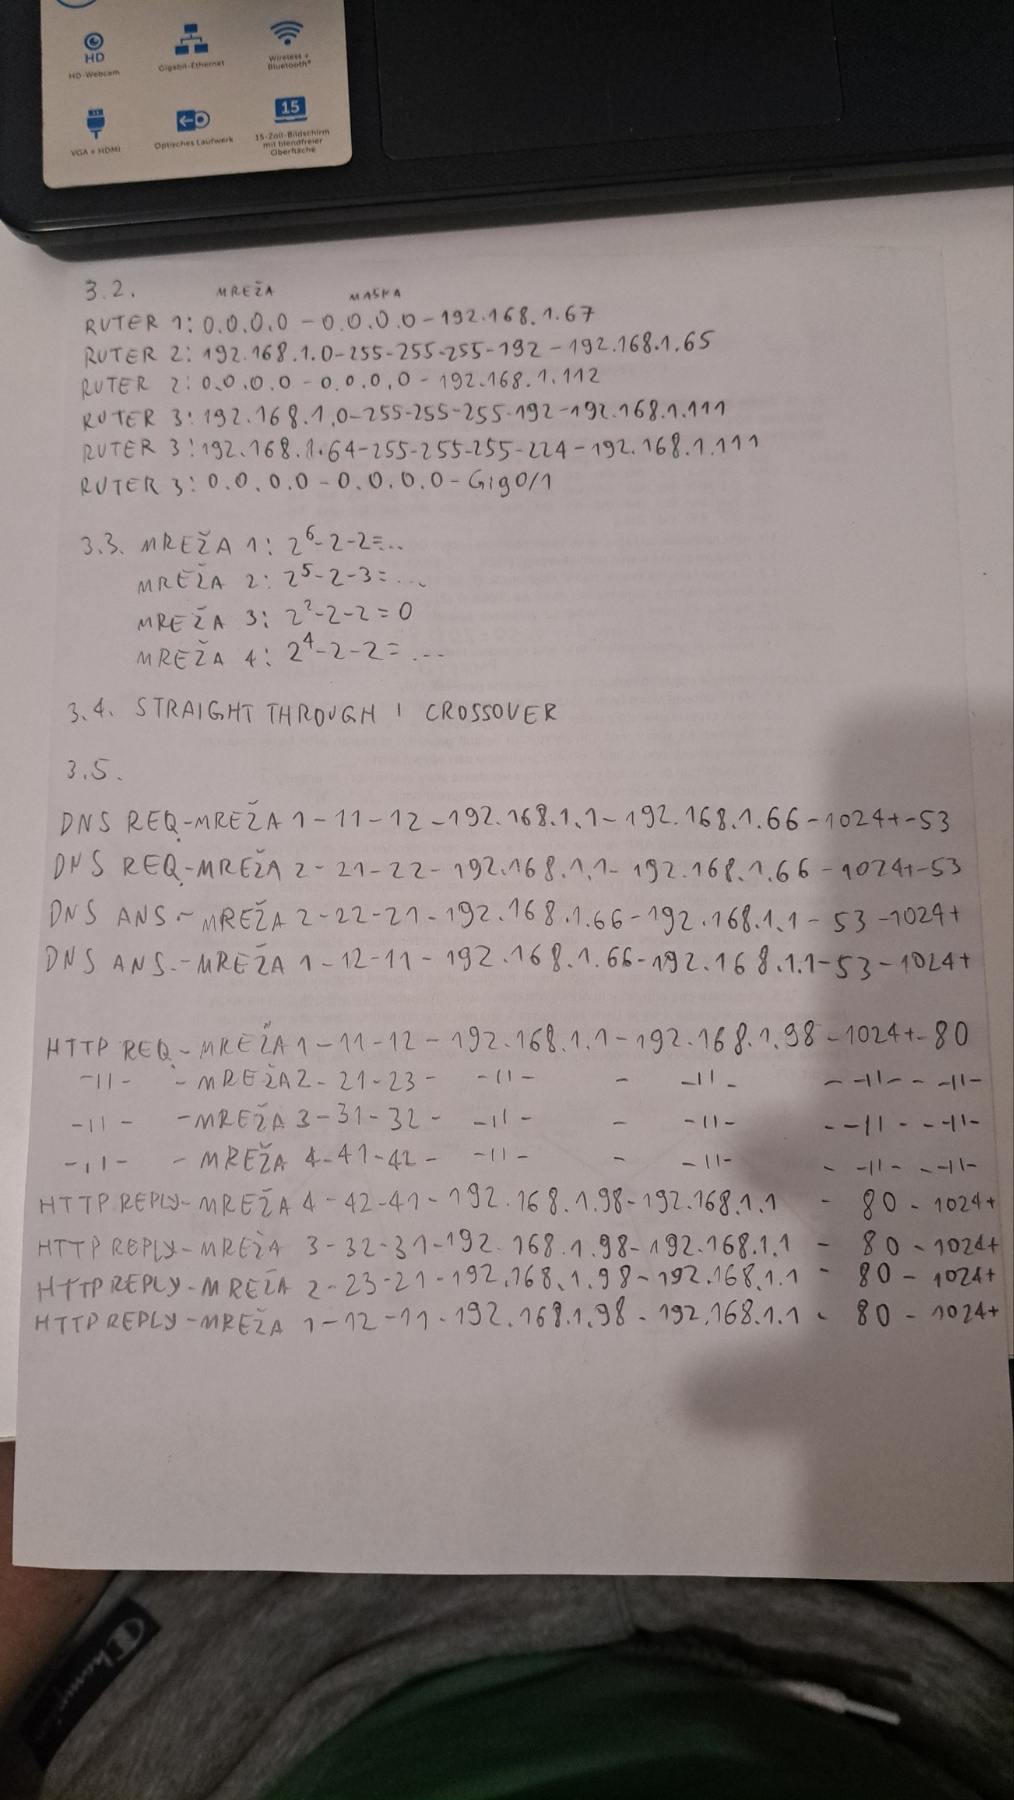 HD
HD-Webcam
Gigabit-Ethernet
Wireless +
Bluetooth®
VGA + HDMI
Optisches Laufwerk
15
15-Zoll-Bildschirm
mit blendfreier
Oberfläche
3.2. MREŽA MASKA
RUTER 1: 0.0.0.0 - 0.0.0.0 - 192.168.1.67
RUTER 2: 192.168.1.0-255-255-255-192 - 192.168.1.65
RUTER 2: 0.0.0.0 - 0.0.0.0 - 192.168.1.112
RUTER 3: 192.168.1.0-255-255-255-192-192.168.1.111
RUTER 3: 192.168.1.64-255-255-255-224-192.168.1.111
RUTER 3: 0.0.0.0 - 0.0.0.0 - Gig0/1
3.3. MREŽA 1: 2⁶-2-2=...
MREŽA 2: 2⁵-2-3=...
MREŽA 3: 2²-2-2=0
MREŽA 4: 2⁴-2-2=...
3.4. STRAIGHT THROUGH I CROSSOVER
3.5.
DNS REQ.-MREŽA 1-11-12-192.168.1.1-192.168.1.66-1024+-53
DNS REQ.-MREŽA 2-21-22-192.168.1.1-192.168.1.66-1024+-53
DNS ANS.-MREŽA 2-22-21-192.168.1.66-192.168.1.1-53-1024+
DNS ANS.-MREŽA 1-12-11-192.168.1.66-192.168.1.1-53-1024+
HTTP REQ.-MREŽA 1-11-12-192.168.1.1-192.168.1.98-1024+-80
-11- -MREŽA 2-21-23- -11- - -11- - -11- - -11-
-11- -MREŽA 3-31-32- -11- - -11- - -11- - -11-
-11- -MREŽA 4-41-42- -11- - -11- - -11- - -11-
HTTP REPLY-MREŽA 4-42-41-192.168.1.98-192.168.1.1 - 80-1024+
HTTP REPLY-MREŽA 3-32-31-192.168.1.98-192.168.1.1 - 80-1024+
HTTP REPLY-MREŽA 2-23-21-192.168.1.98-192.168.1.1 - 80-1024+
HTTP REPLY-MREŽA 1-12-11-192.168.1.98-192.168.1.1 - 80-1024+